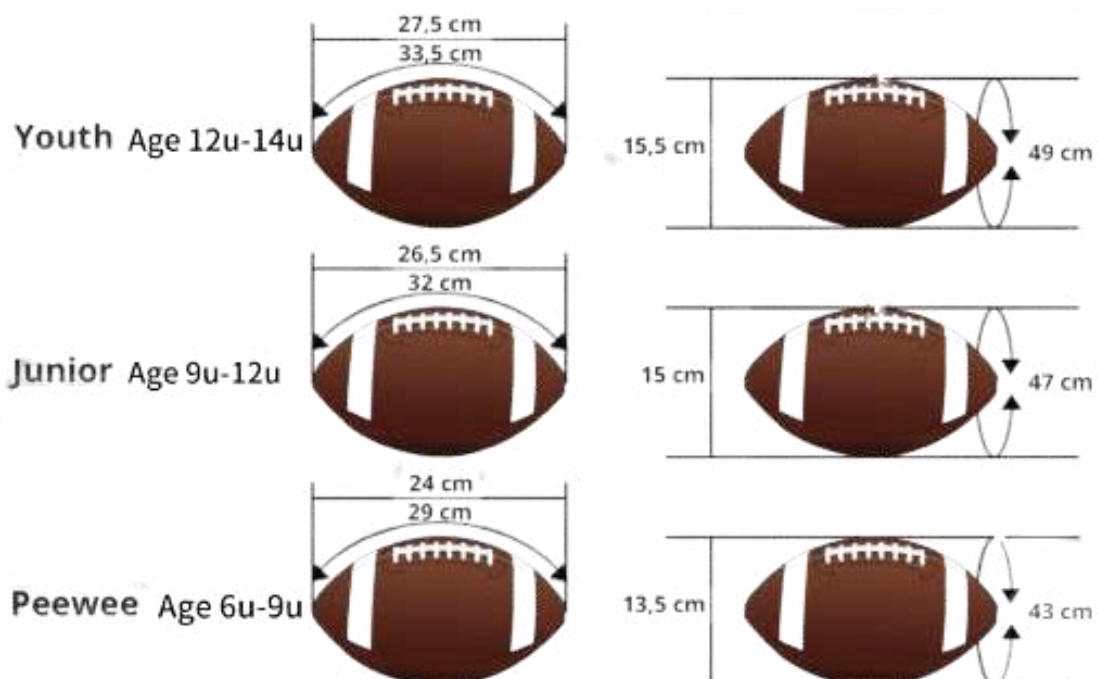 27,5 cm
33,5 cm
Youth Age 12u-14u
15,5 cm
49 cm
26,5 cm
32 cm
Junior Age 9u-12u
15 cm
47 cm
24 cm
29 cm
Peewee Age 6u-9u
13,5 cm
43 cm